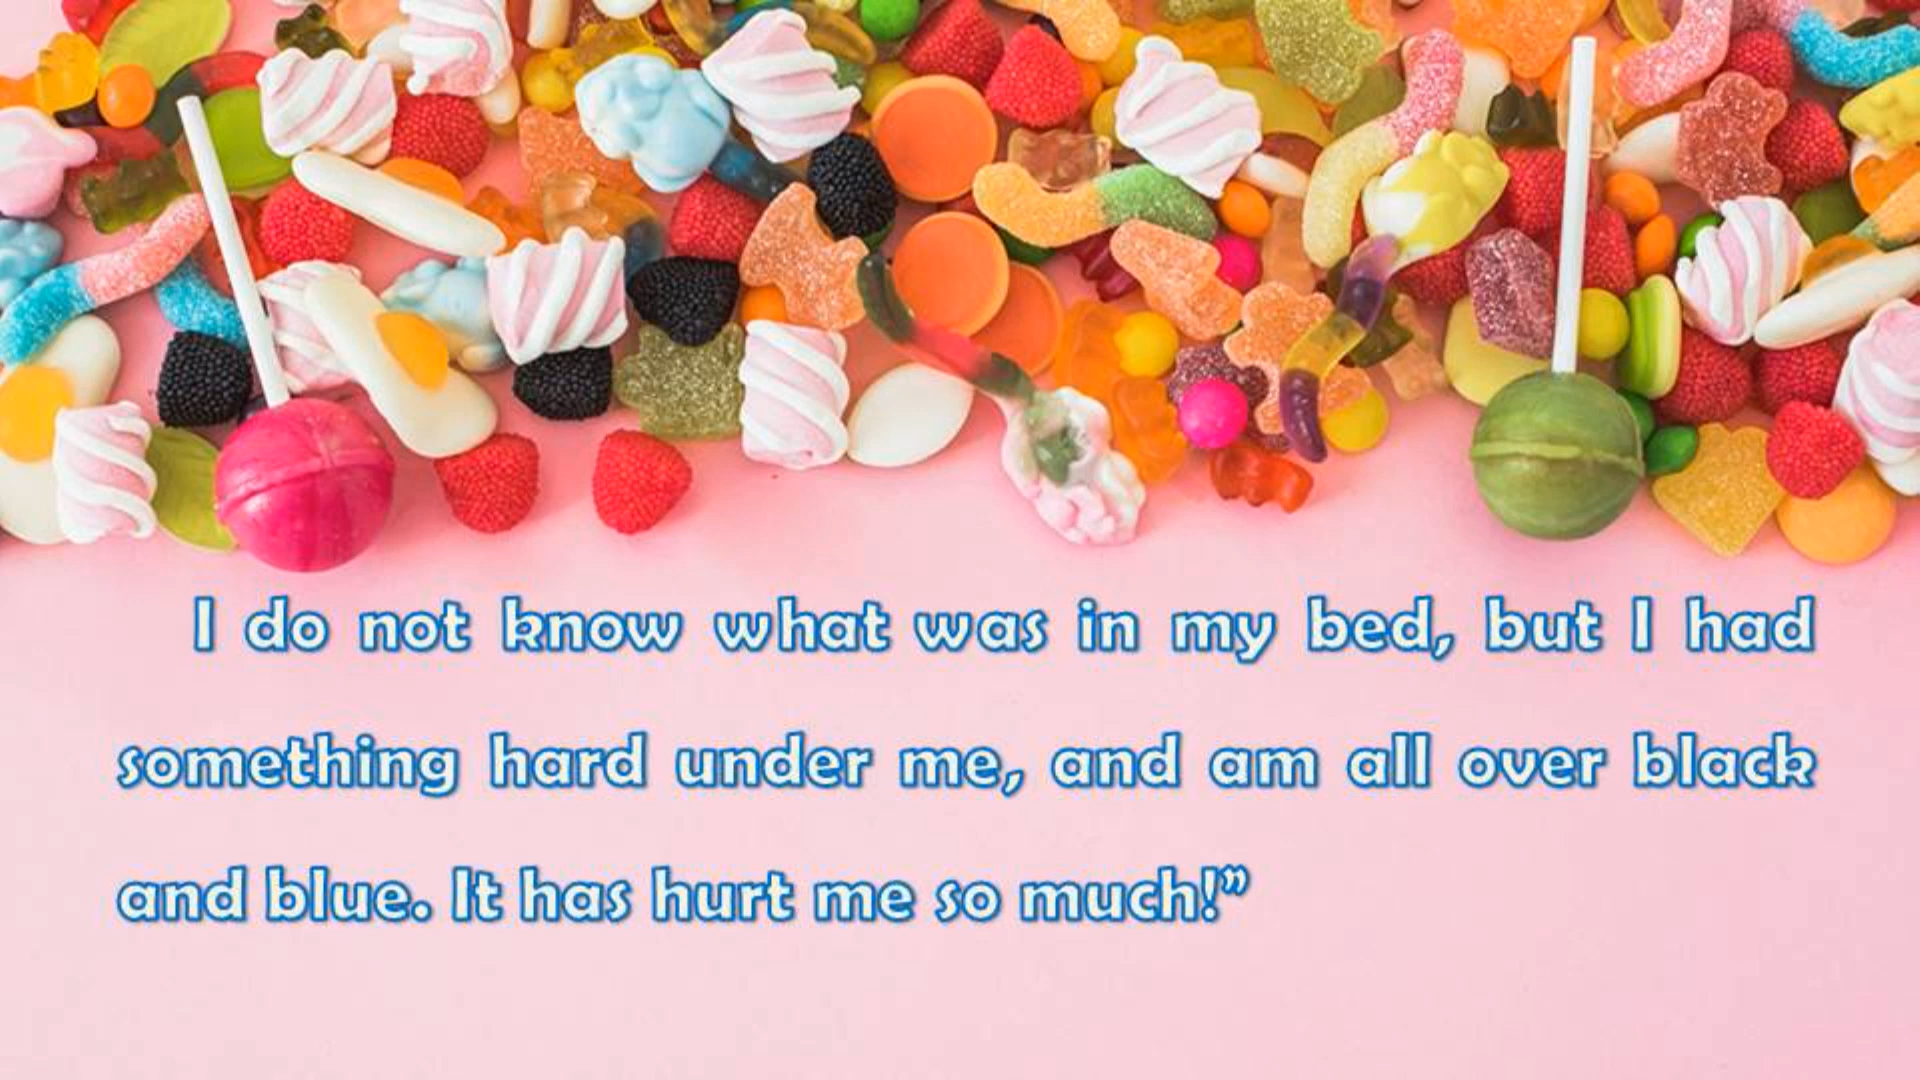 I do not know what was in my bed, but I had
something hard under me, and am all over black
and blue. It has hurt me so much!”